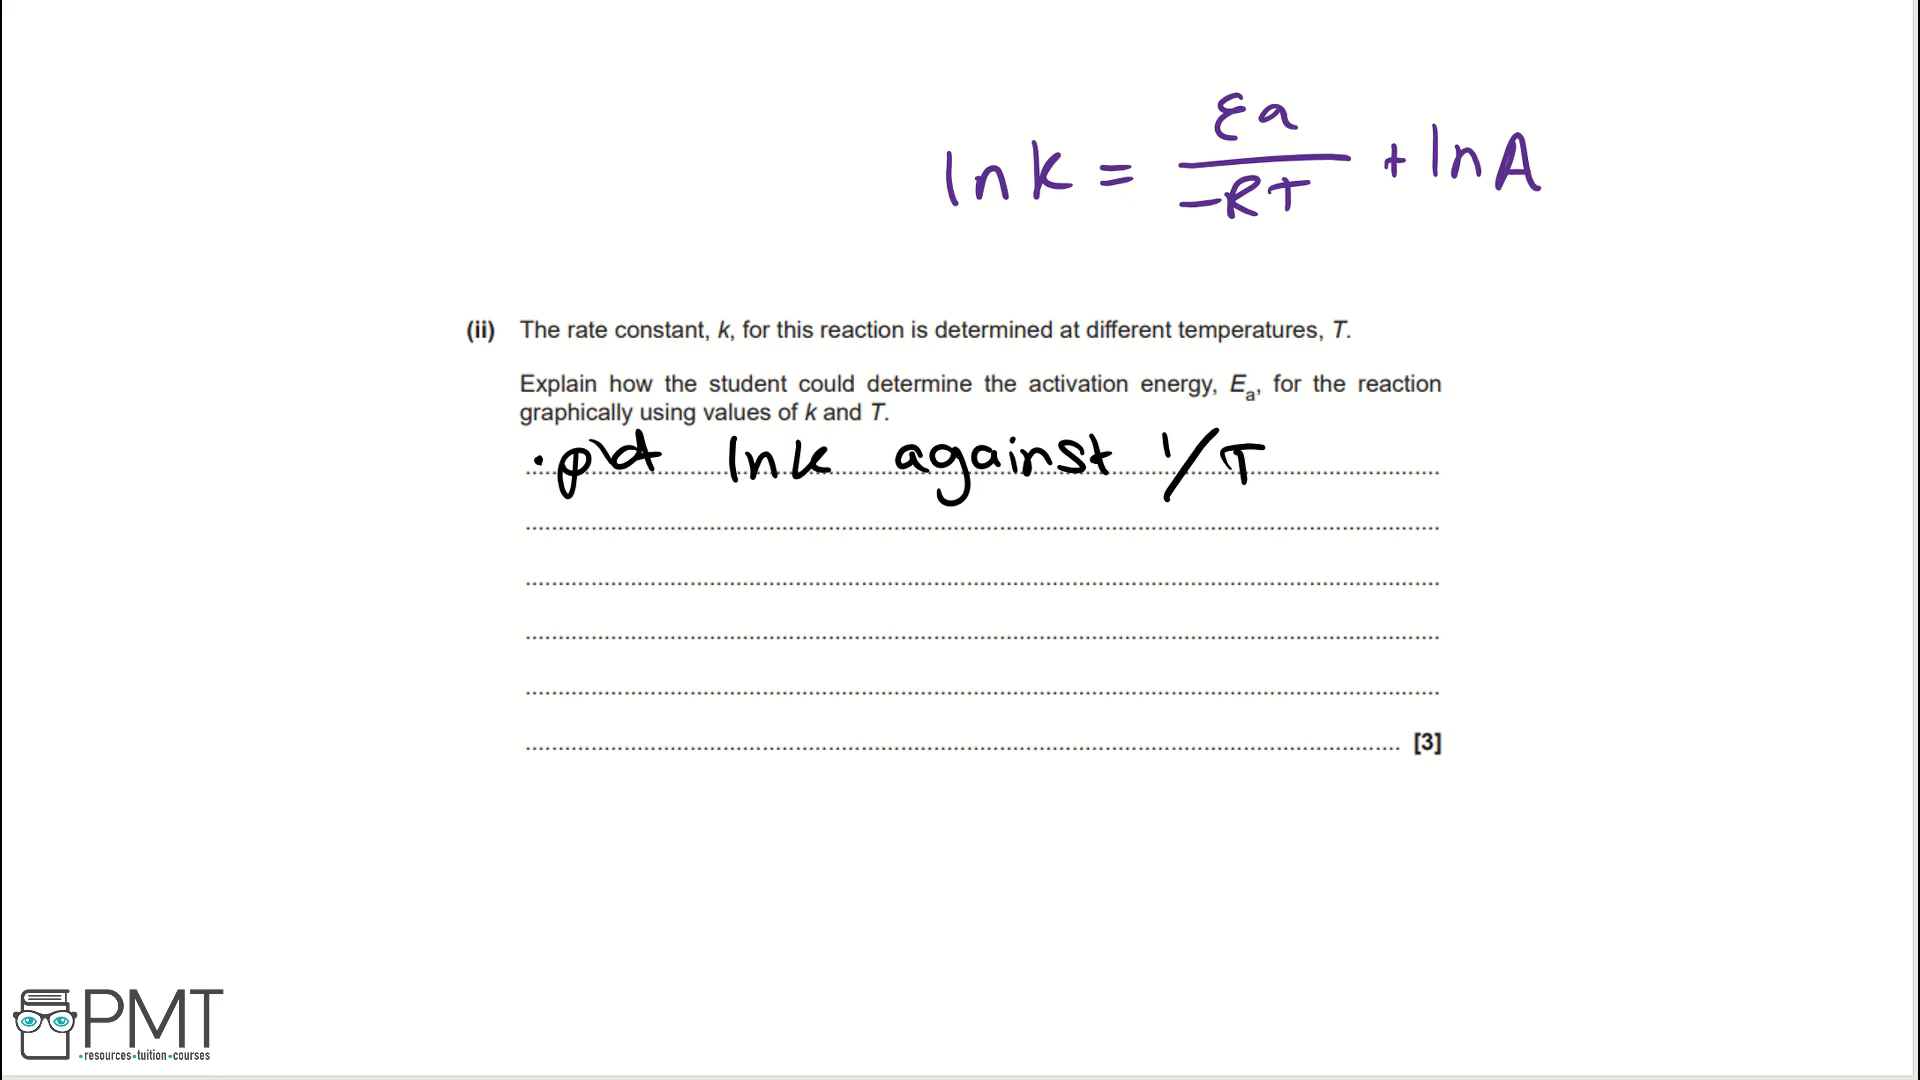 ln k = Ea / -RT + ln A
(ii) The rate constant, k, for this reaction is determined at different temperatures, T.
Explain how the student could determine the activation energy, Ea, for the reaction
graphically using values of k and T.
• plot lnk against 1/T
[3]
PMT
•resources•tuition•courses